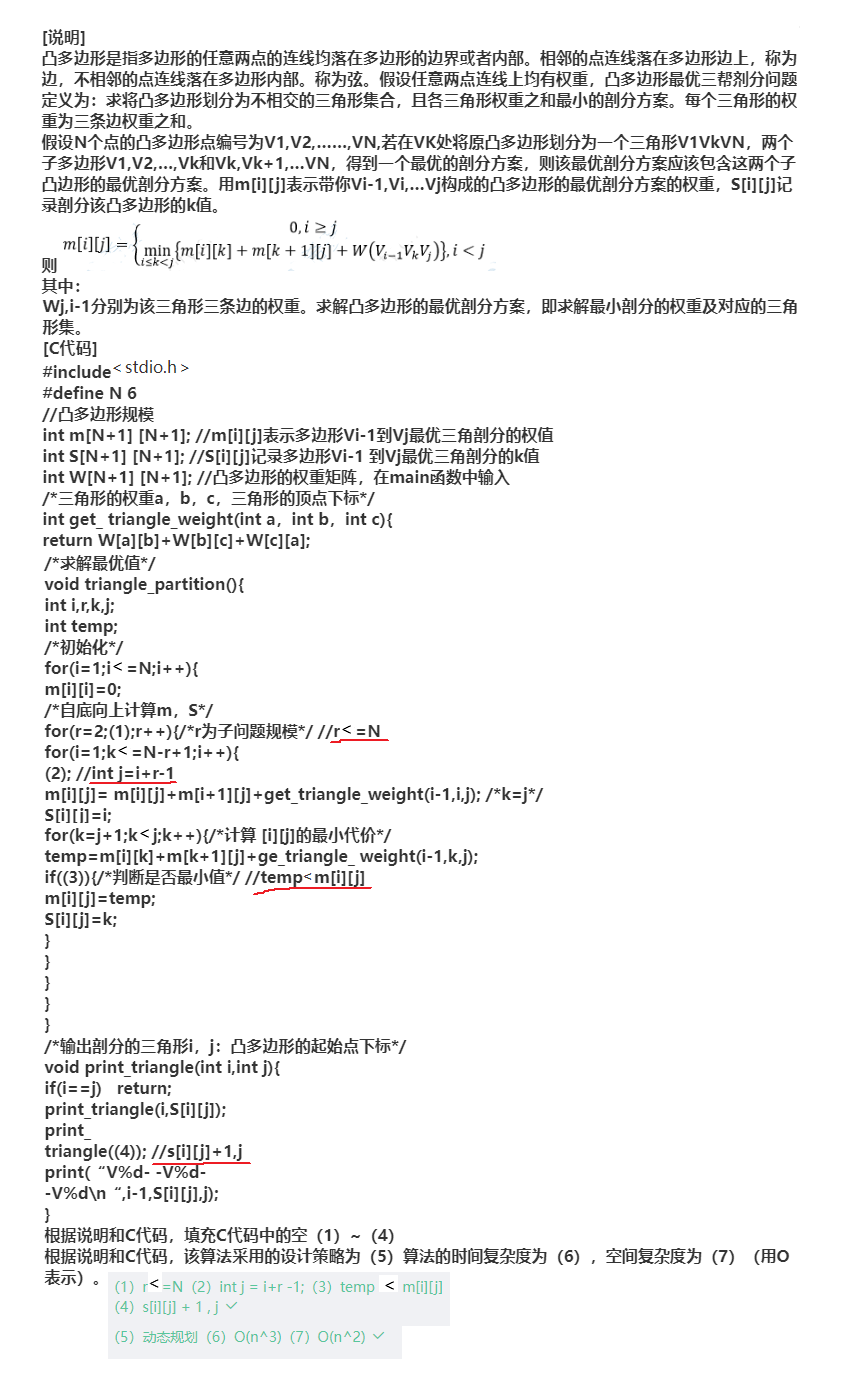 [说明]
凸多边形是指多边形的任意两点的连线均落在多边形的边界或者内部。相邻的点连线落在多边形边上，称为
边，不相邻的点连线落在多边形内部。称为弦。假设任意两点连线上均有权重，凸多边形最优三帮剂分问题
定义为：求将凸多边形划分为不相交的三角形集合，且各三角形权重之和最小的剖分方案。每个三角形的权
重为三条边权重之和。
假设N个点的凸多边形点编号为V1,V2,……,VN,若在VK处将原凸多边形划分为一个三角形V1VkVN，两个
子多边形V1,V2,…,Vk和Vk,Vk+1,…VN，得到一个最优的剖分方案，则该最优剖分方案应该包含这两个子
凸边形的最优剖分方案。用m[i][j]表示带你Vi-1,Vi,…Vj构成的凸多边形的最优剖分方案的权重，S[i][j]记
录剖分该凸多边形的k值。
则 m[i][j] = { 0, i ≥ j
min i≤k<j {m[i][k] + m[k + 1][j] + W(Vi−1VkVj)}, i < j
其中：
Wj,i-1分别为该三角形三条边的权重。求解凸多边形的最优剖分方案，即求解最小剖分的权重及对应的三角
形集。
[C代码]
#include< stdio.h >
#define N 6
//凸多边形规模
int m[N+1] [N+1]; //m[i][j]表示多边形Vi-1到Vj最优三角剖分的权值
int S[N+1] [N+1]; //S[i][j]记录多边形Vi-1 到Vj最优三角剖分的k值
int W[N+1] [N+1]; //凸多边形的权重矩阵，在main函数中输入
/*三角形的权重a，b，c，三角形的顶点下标*/
int get_ triangle_weight(int a，int b，int c){
return W[a][b]+W[b][c]+W[c][a];
/*求解最优值*/
void triangle_partition(){
int i,r,k,j;
int temp;
/*初始化*/
for(i=1;i< =N;i++){
m[i][i]=0;
/*自底向上计算m，S*/
for(r=2;(1);r++){/*r为子问题规模*/ //r< =N
for(i=1;k< =N-r+1;i++){
(2); //int j=i+r-1
m[i][j]= m[i][j]+m[i+1][j]+get_triangle_weight(i-1,i,j); /*k=j*/
S[i][j]=i;
for(k=j+1;k<j;k++){/*计算 [i][j]的最小代价*/
temp=m[i][k]+m[k+1][j]+ge_triangle_ weight(i-1,k,j);
if((3)){/*判断是否最小值*/ //temp<m[i][j]
m[i][j]=temp;
S[i][j]=k;
}
}
}
}
}
/*输出剖分的三角形i，j：凸多边形的起始点下标*/
void print_triangle(int i,int j){
if(i==j) return;
print_triangle(i,S[i][j]);
print_
triangle((4)); //s[i][j]+1,j
print( “V%d- -V%d-
-V%d\n “,i-1,S[i][j],j);
}
根据说明和C代码，填充C代码中的空（1）~（4）
根据说明和C代码，该算法采用的设计策略为（5）算法的时间复杂度为（6）, 空间复杂度为（7）（用O
表示）。
（1）r< =N（2）int j = i+r -1;（3）temp < m[i][j]
（4）s[i][j] + 1 , j ✓
（5）动态规划（6）O(n^3)（7）O(n^2) ✓